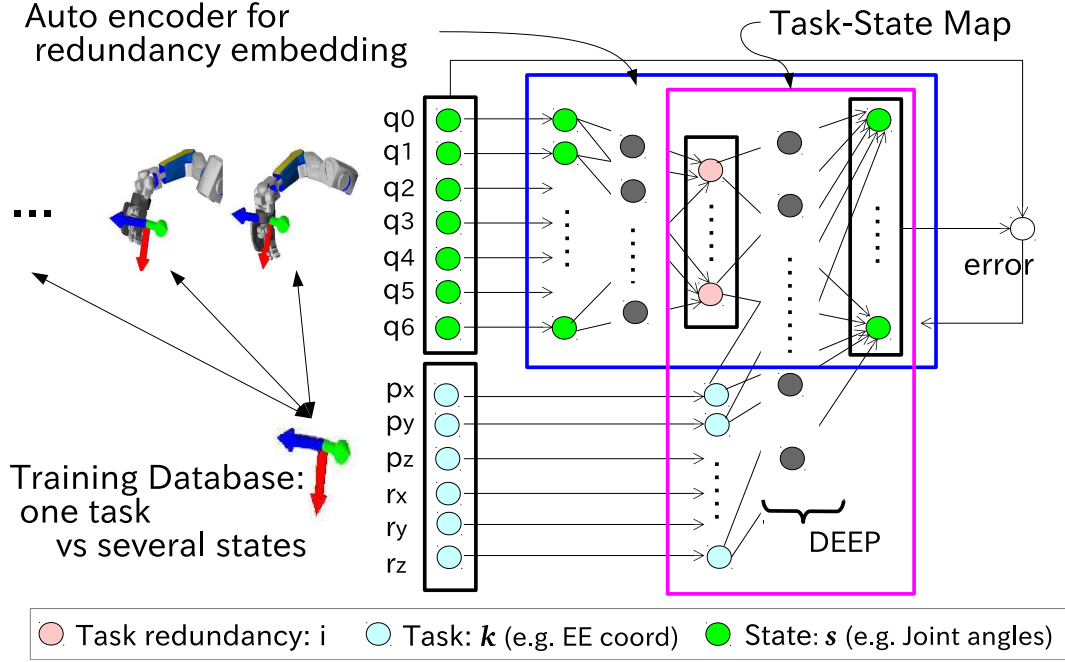 Auto encoder for
redundancy embedding
Task-State Map
q0
q1
q2
q3
q4
q5
q6
error
px
py
pz
rx
ry
rz
...
Training Database:
one task
vs several states
DEEP
Task redundancy: i
Task: k (e.g. EE coord)
State: s (e.g. Joint angles)